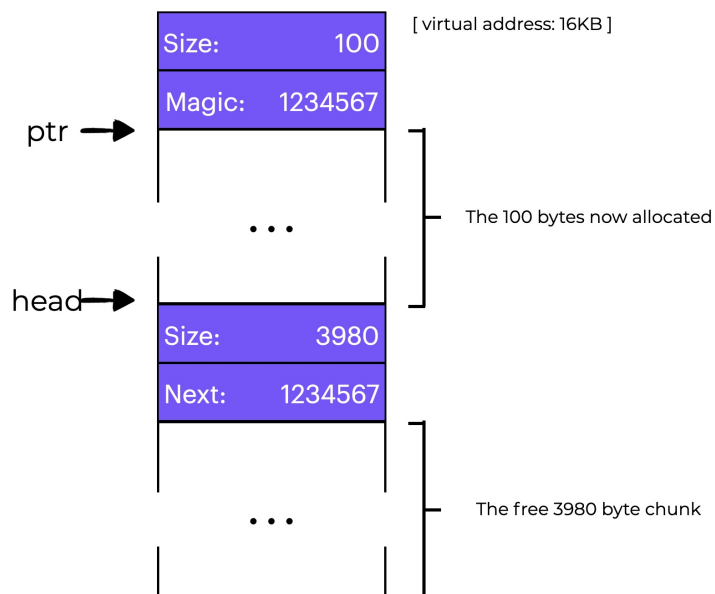 [ virtual address: 16KB ]
Size: 100
Magic: 1234567
ptr
The 100 bytes now allocated
...
head
Size: 3980
Next: 1234567
The free 3980 byte chunk
...